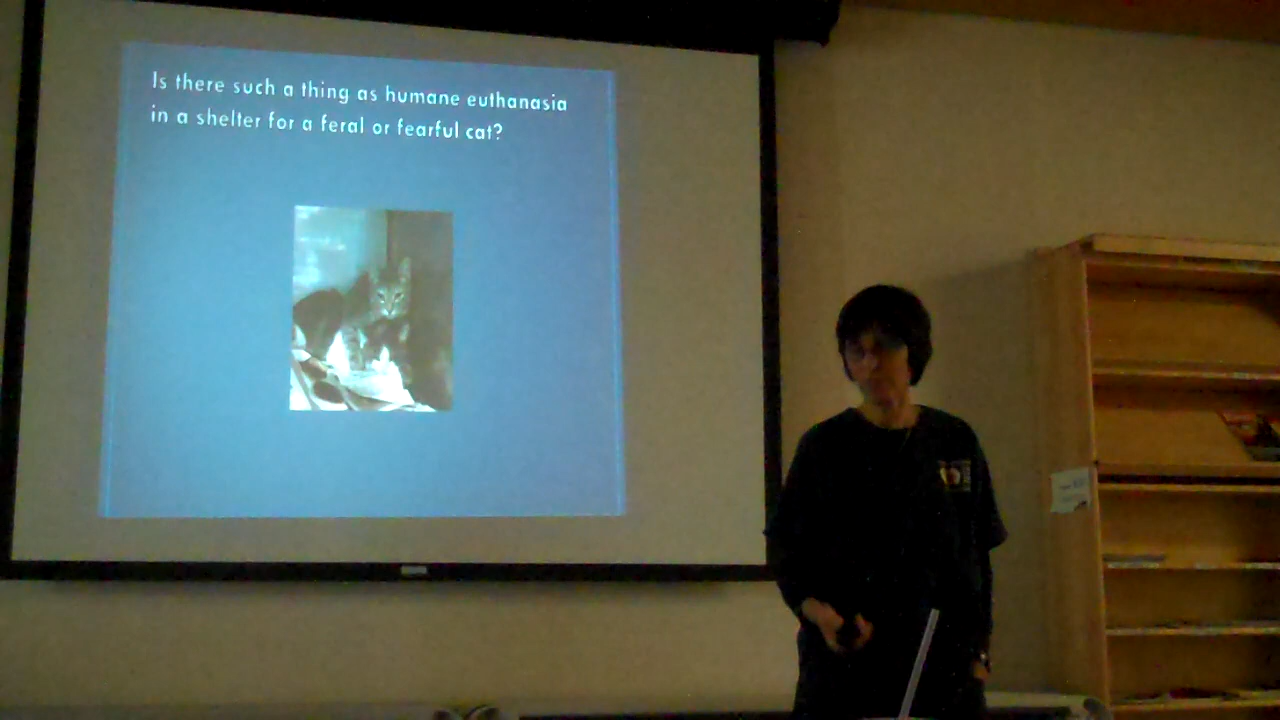 Is there such a thing as humane euthanasia
in a shelter for a feral or fearful cat?